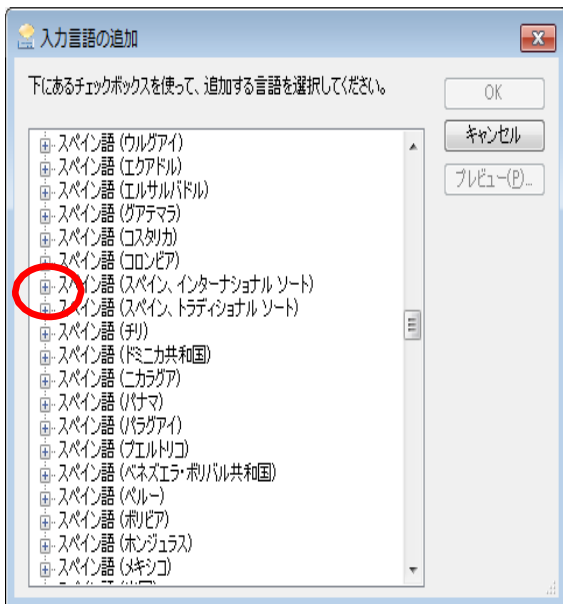 入力言語の追加
下にあるチェックボックスを使って、追加する言語を選択してください。
OK
キャンセル
プレビュー(P)...
スペイン語 (ウルグアイ)
スペイン語 (エクアドル)
スペイン語 (エルサルバドル)
スペイン語 (グアテマラ)
スペイン語 (コスタリカ)
スペイン語 (コロンビア)
スペイン語 (スペイン、インターナショナル ソート)
スペイン語 (スペイン、トラディショナル ソート)
スペイン語 (チリ)
スペイン語 (ドミニカ共和国)
スペイン語 (ニカラグア)
スペイン語 (パナマ)
スペイン語 (パラグアイ)
スペイン語 (プエルトリコ)
スペイン語 (ベネズエラ・ボリバル共和国)
スペイン語 (ペルー)
スペイン語 (ボリビア)
スペイン語 (ホンジュラス)
スペイン語 (メキシコ)